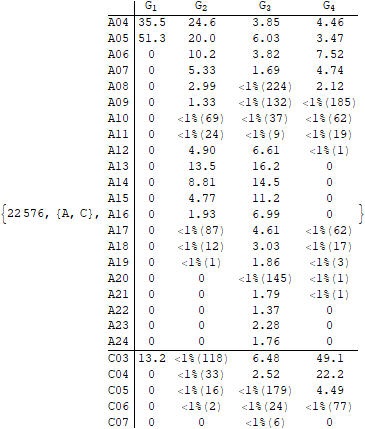 G1 G2 G3 G4
A04 35.5 24.6 3.85 4.46
A05 51.3 20.0 6.03 3.47
A06 0 10.2 3.82 7.52
A07 0 5.33 1.69 4.74
A08 0 2.99 <1%(224) 2.12
A09 0 1.33 <1%(132) <1%(185)
A10 0 <1%(69) <1%(37) <1%(62)
A11 0 <1%(24) <1%(9) <1%(19)
A12 0 4.90 6.61 <1%(1)
A13 0 13.5 16.2 0
A14 0 8.81 14.5 0
A15 0 4.77 11.2 0
{22576, {A, C}, A16 0 1.93 6.99 0 }
A17 0 <1%(87) 4.61 <1%(62)
A18 0 <1%(12) 3.03 <1%(17)
A19 0 <1%(1) 1.86 <1%(3)
A20 0 0 <1%(145) <1%(1)
A21 0 0 1.79 <1%(1)
A22 0 0 1.37 0
A23 0 0 2.28 0
A24 0 0 1.76 0
C03 13.2 <1%(118) 6.48 49.1
C04 0 <1%(33) 2.52 22.2
C05 0 <1%(16) <1%(179) 4.49
C06 0 <1%(2) <1%(24) <1%(77)
C07 0 0 <1%(6) 0